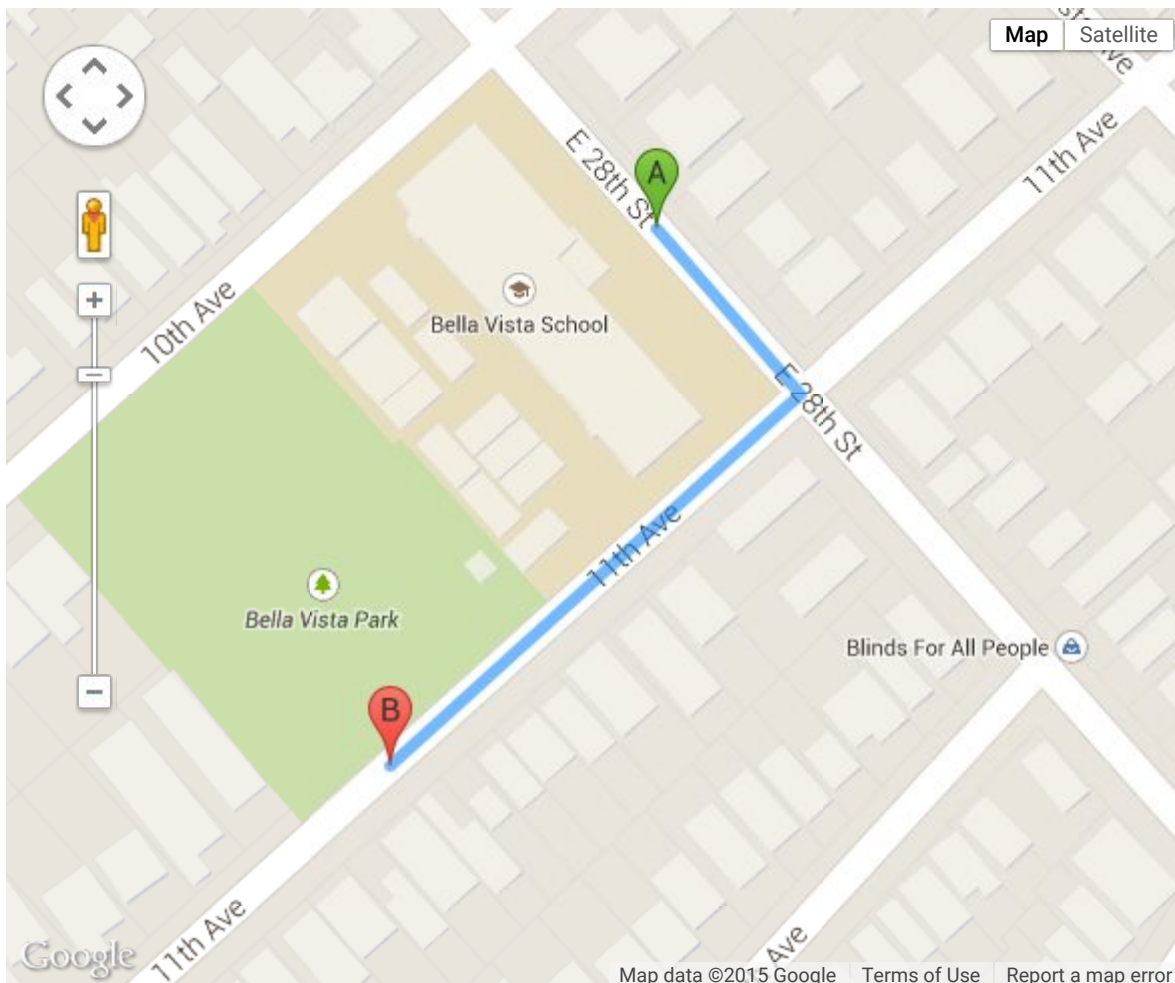 Map
Satellite
Ave
E 28th St
A
11th Ave
10th Ave
Bella Vista School
E 28th St
11th Ave
Bella Vista Park
Blinds For All People
B
11th Ave
Ave
Google
Map data ©2015 Google
Terms of Use
Report a map error